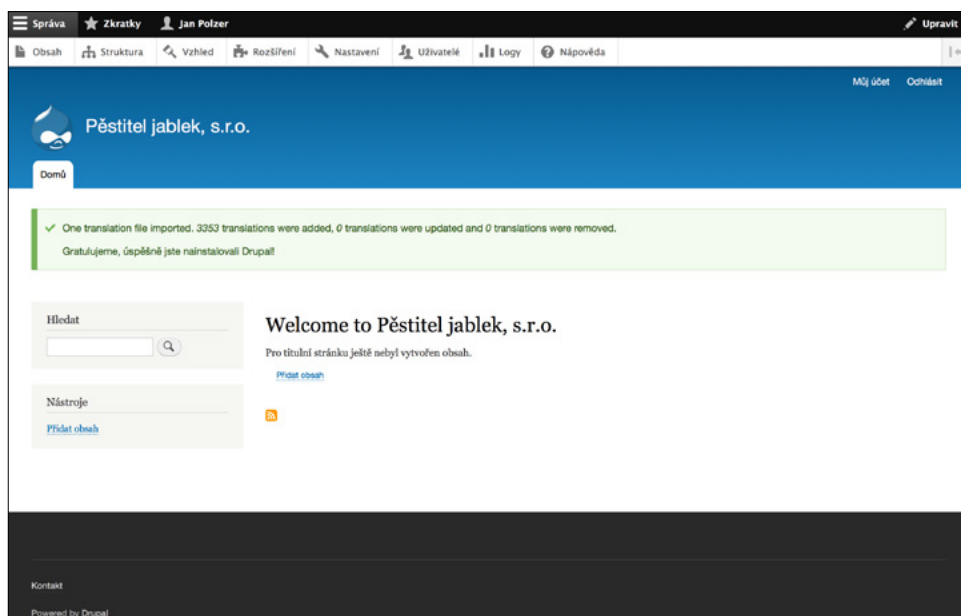 Správa Zkratky Jan Polzer Upravit
Obsah Struktura Vzhled Rozšíření Nastavení Uživatelé Logy Nápověda
Můj účet Odhlásit
Pěstitel jablek, s.r.o.
Domů
One translation file imported. 3353 translations were added, 0 translations were updated and 0 translations were removed.
Gratulujeme, úspěšně jste nainstalovali Drupal!
Hledat
Welcome to Pěstitel jablek, s.r.o.
Pro titulní stránku ještě nebyl vytvořen obsah.
Přidat obsah
Nástroje
Přidat obsah
Kontakt
Powered by Drupal